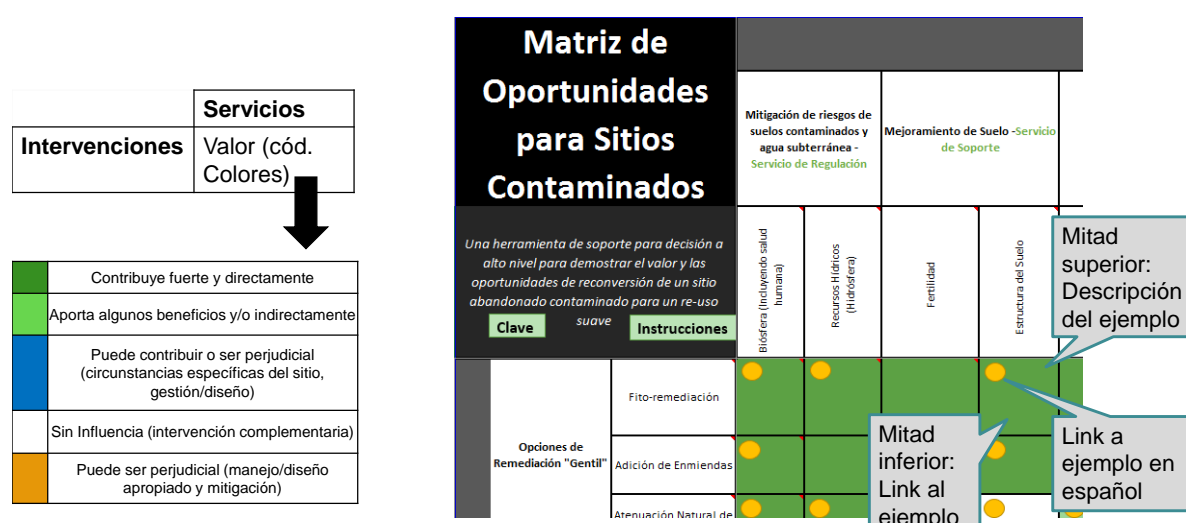 Servicios
Intervenciones
Valor (cód.
Colores)
Contribuye fuerte y directamente
Aporta algunos beneficios y/o indirectamente
Puede contribuir o ser perjudicial
(circunstancias específicas del sitio,
gestión/diseño)
Sin Influencia (intervención complementaria)
Puede ser perjudicial (manejo/diseño
apropiado y mitigación)
Matriz de
Oportunidades
para Sitios
Contaminados
Una herramienta de soporte para decisión a
alto nivel para demostrar el valor y las
oportunidades de reconversión de un sitio
abandonado contaminado para un re-uso
suave
Clave
Instrucciones
Mitigación de riesgos de
suelos contaminados y
agua subterránea -
Servicio de Regulación
Mejoramiento de Suelo -Servicio
de Soporte
Biósfera (Incluyendo salud
humana)
Recursos Hídricos
(Hidrósfera)
Fertilidad
Estructura del Suelo
Mitad
superior:
Descripción
del ejemplo
Opciones de
Remediación "Gentil"
Fito-remediación
Adición de Enmiendas
Atenuación Natural de
Mitad
inferior:
Link al
ejemplo
Link a
ejemplo en
español